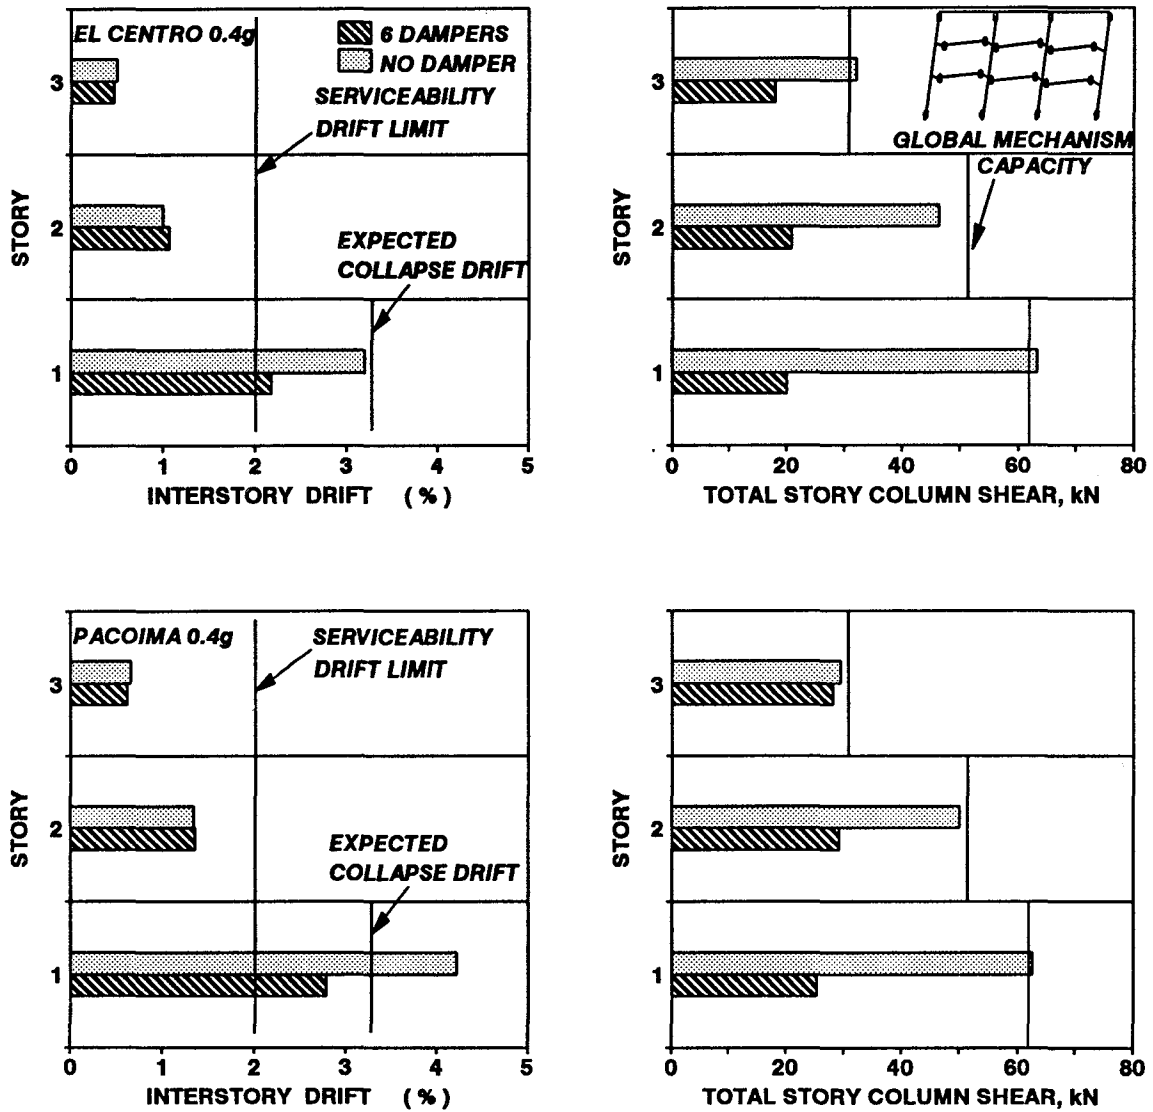 EL CENTRO 0.4g
6 DAMPERS
NO DAMPER
SERVICEABILITY
DRIFT LIMIT
EXPECTED
COLLAPSE DRIFT
STORY
3
2
1
0 1 2 3 4 5
INTERSTORY DRIFT (%)
GLOBAL MECHANISM
CAPACITY
STORY
3
2
1
0 20 40 60 80
TOTAL STORY COLUMN SHEAR, kN
PACOIMA 0.4g
SERVICEABILITY
DRIFT LIMIT
EXPECTED
COLLAPSE DRIFT
STORY
3
2
1
0 1 2 3 4 5
INTERSTORY DRIFT (%)
STORY
3
2
1
0 20 40 60 80
TOTAL STORY COLUMN SHEAR, kN